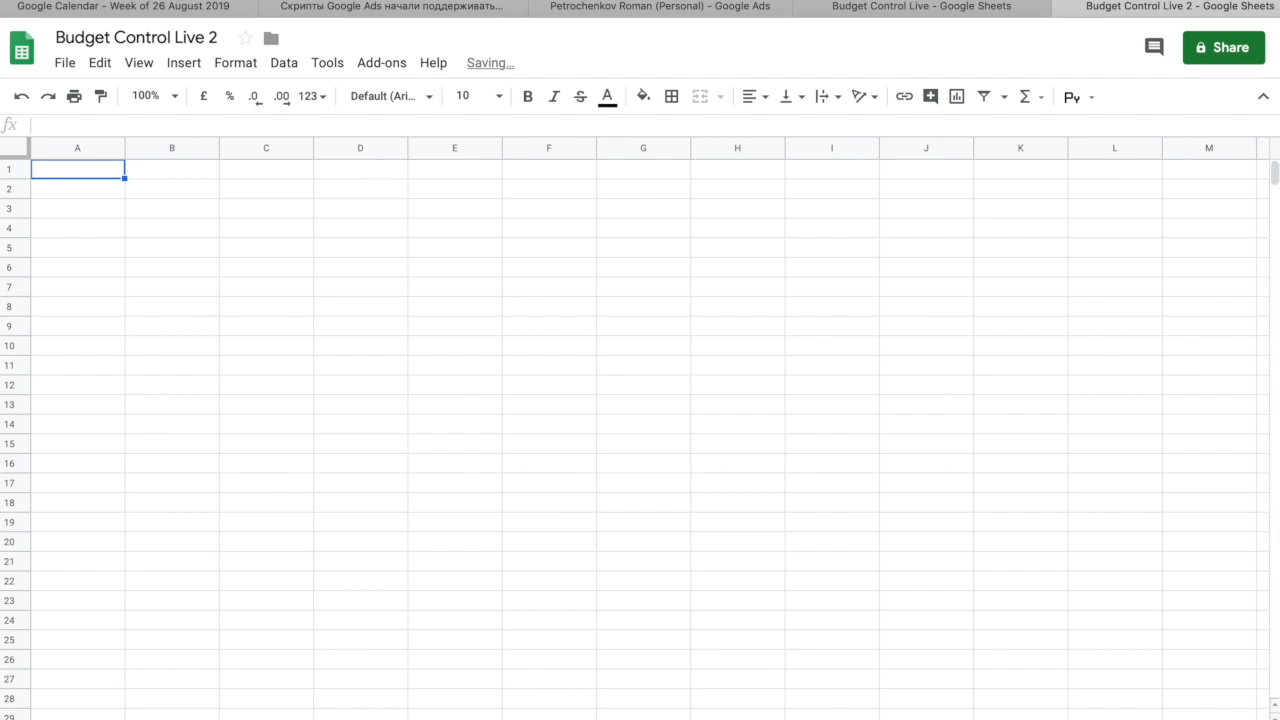 Google Calendar - Week of 26 August 2019
Скрипты Google Ads начали поддерживать...
Petrochenkov Roman (Personal) - Google Ads
Budget Control Live - Google Sheets
Budget Control Live 2 - Google Sheets
Budget Control Live 2
Share
File Edit View Insert Format Data Tools Add-ons Help Saving...
100% £ % .0 .00 123 Default (Ari... 10 B I S A Σ Ру
fx
A B C D E F G H I J K L M
1
2
3
4
5
6
7
8
9
10
11
12
13
14
15
16
17
18
19
20
21
22
23
24
25
26
27
28
29